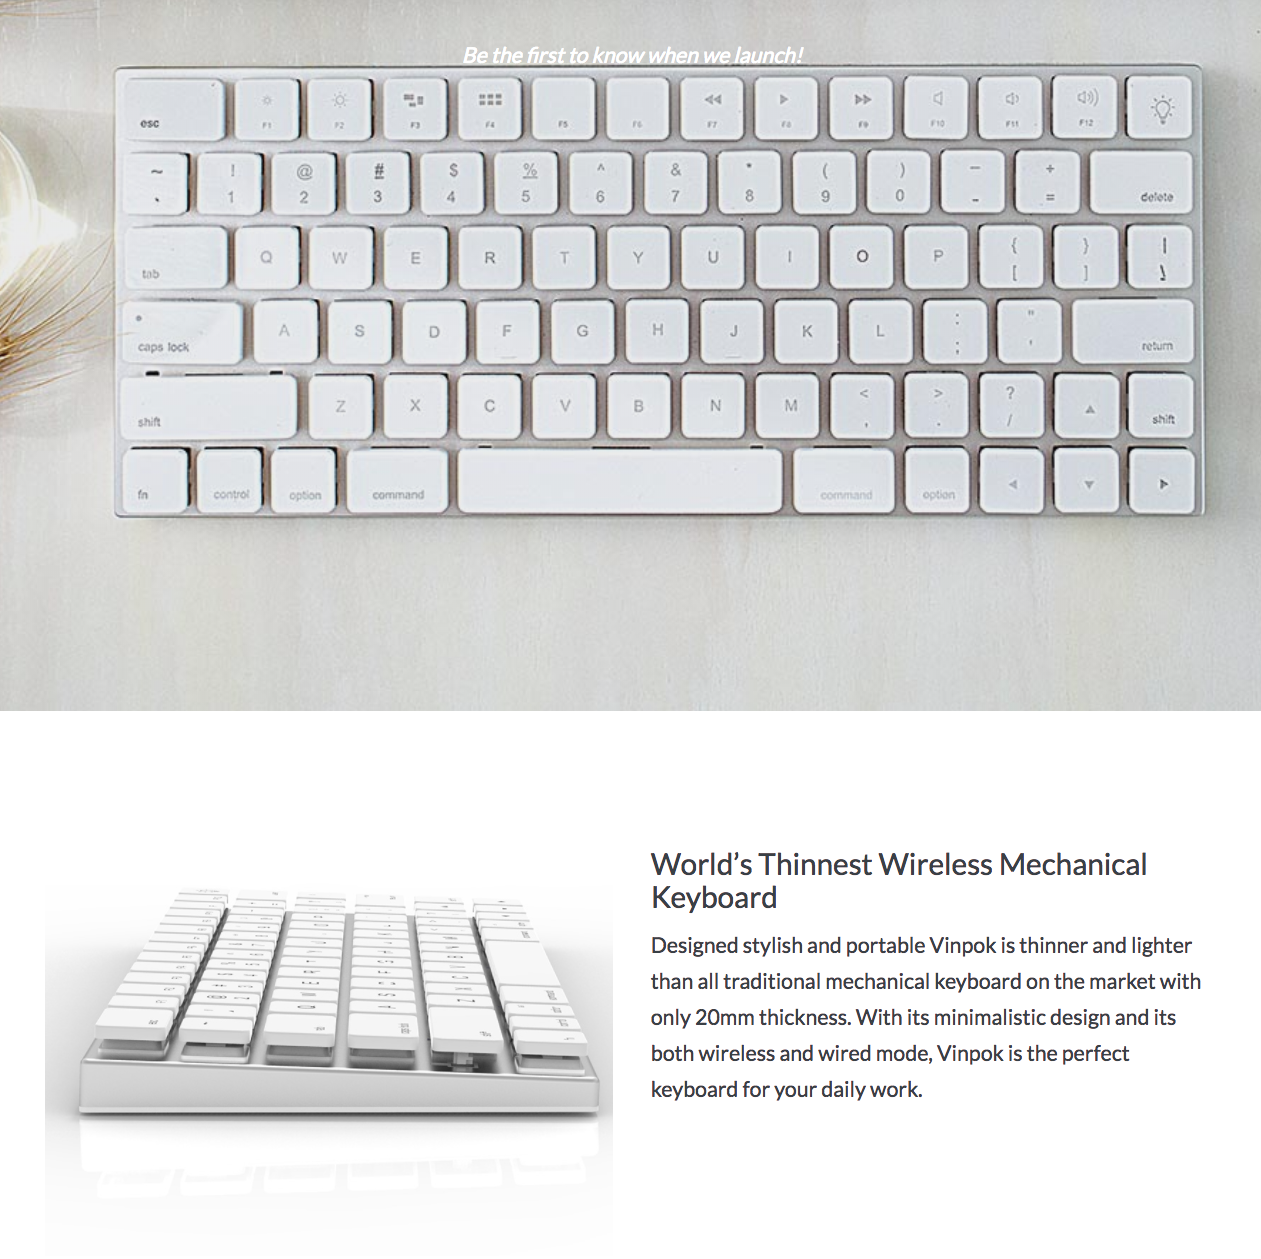 Be the first to know when we launch!
esc F1 F2 F3 F4 F5 F6 F7 F8 F9 F10 F11 F12
~ ! @ # $ % ^ & * ( ) − +
1 2 3 4 5 6 7 8 9 0 - = delete
tab Q W E R T Y U I O P { [ } ] | \
caps lock A S D F G H J K L : ; " ' return
shift Z X C V B N M < , > . ? / shift
fn control option command command option
World’s Thinnest Wireless Mechanical
Keyboard
Designed stylish and portable Vinpok is thinner and lighter
than all traditional mechanical keyboard on the market with
only 20mm thickness. With its minimalistic design and its
both wireless and wired mode, Vinpok is the perfect
keyboard for your daily work.